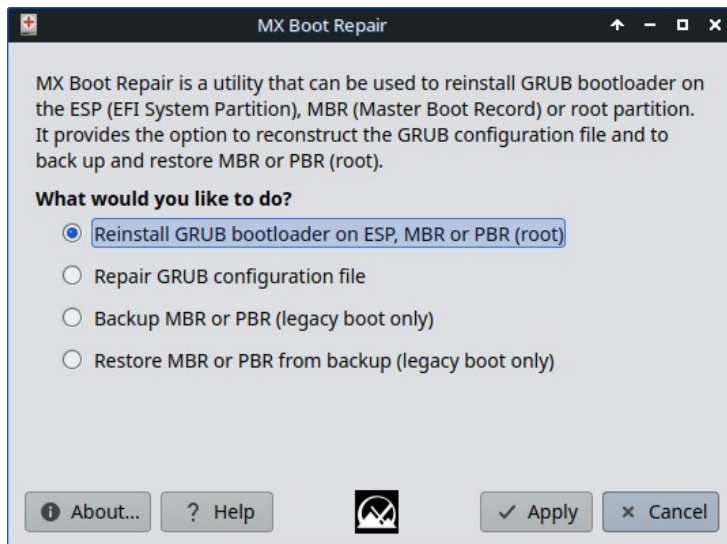 MX Boot Repair
MX Boot Repair is a utility that can be used to reinstall GRUB bootloader on
the ESP (EFI System Partition), MBR (Master Boot Record) or root partition.
It provides the option to reconstruct the GRUB configuration file and to
back up and restore MBR or PBR (root).
What would you like to do?
Reinstall GRUB bootloader on ESP, MBR or PBR (root)
Repair GRUB configuration file
Backup MBR or PBR (legacy boot only)
Restore MBR or PBR from backup (legacy boot only)
About... ? Help Apply Cancel